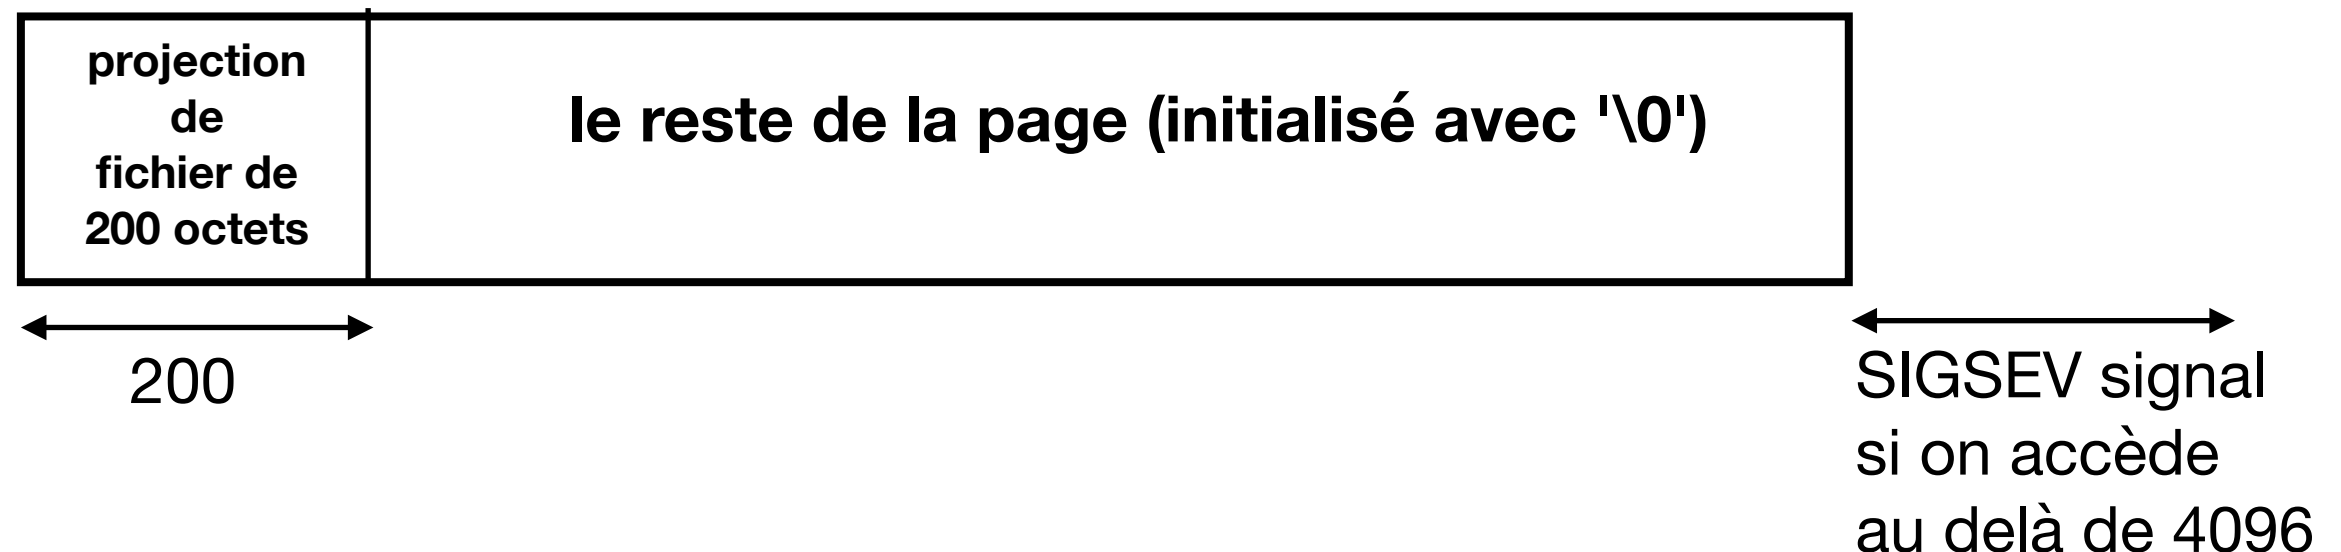 projection
de
fichier de
200 octets
le reste de la page (initialisé avec '\0')
200
SIGSEV signal
si on accède
au delà de 4096